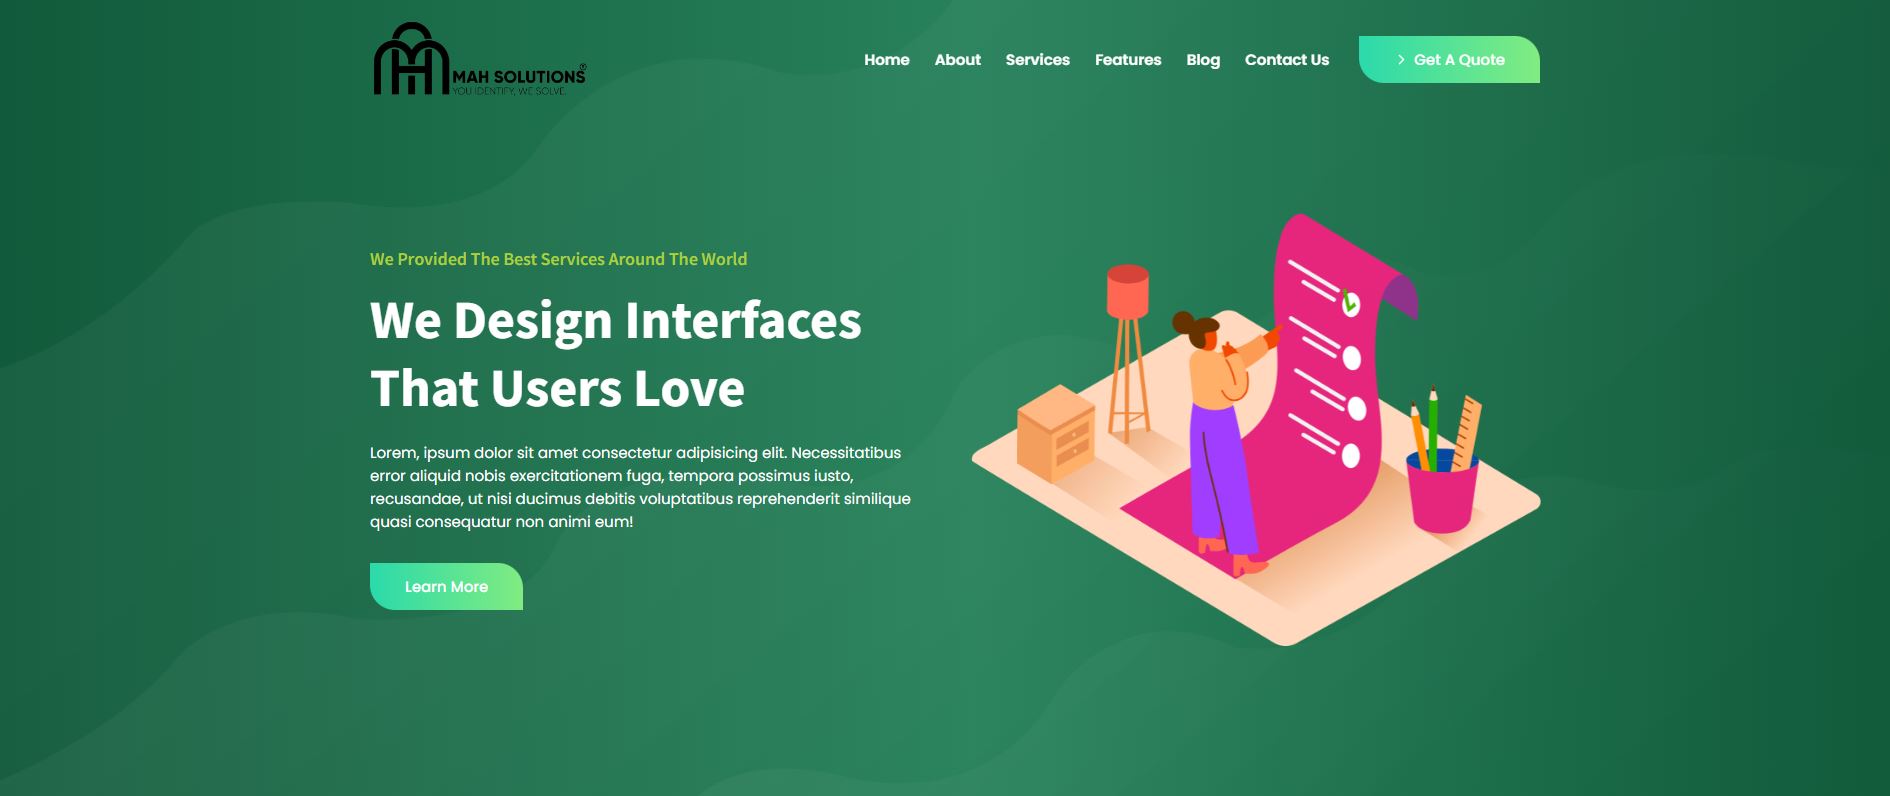 MAH SOLUTIONS®
YOU IDENTIFY, WE SOLVE.
Home About Services Features Blog Contact Us > Get A Quote
We Provided The Best Services Around The World
We Design Interfaces
That Users Love
Lorem, ipsum dolor sit amet consectetur adipisicing elit. Necessitatibus
error aliquid nobis exercitationem fuga, tempora possimus iusto,
recusandae, ut nisi ducimus debitis voluptatibus reprehenderit similique
quasi consequatur non animi eum!
Learn More